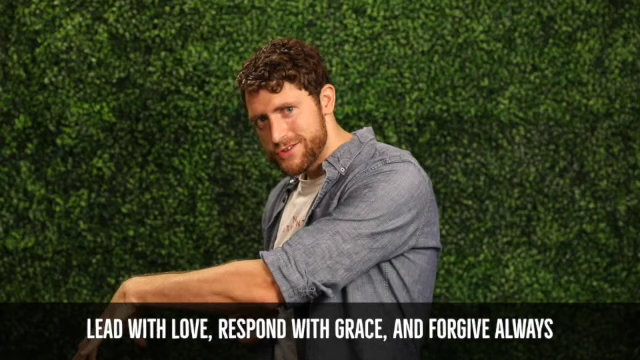 LEAD WITH LOVE, RESPOND WITH GRACE, AND FORGIVE ALWAYS